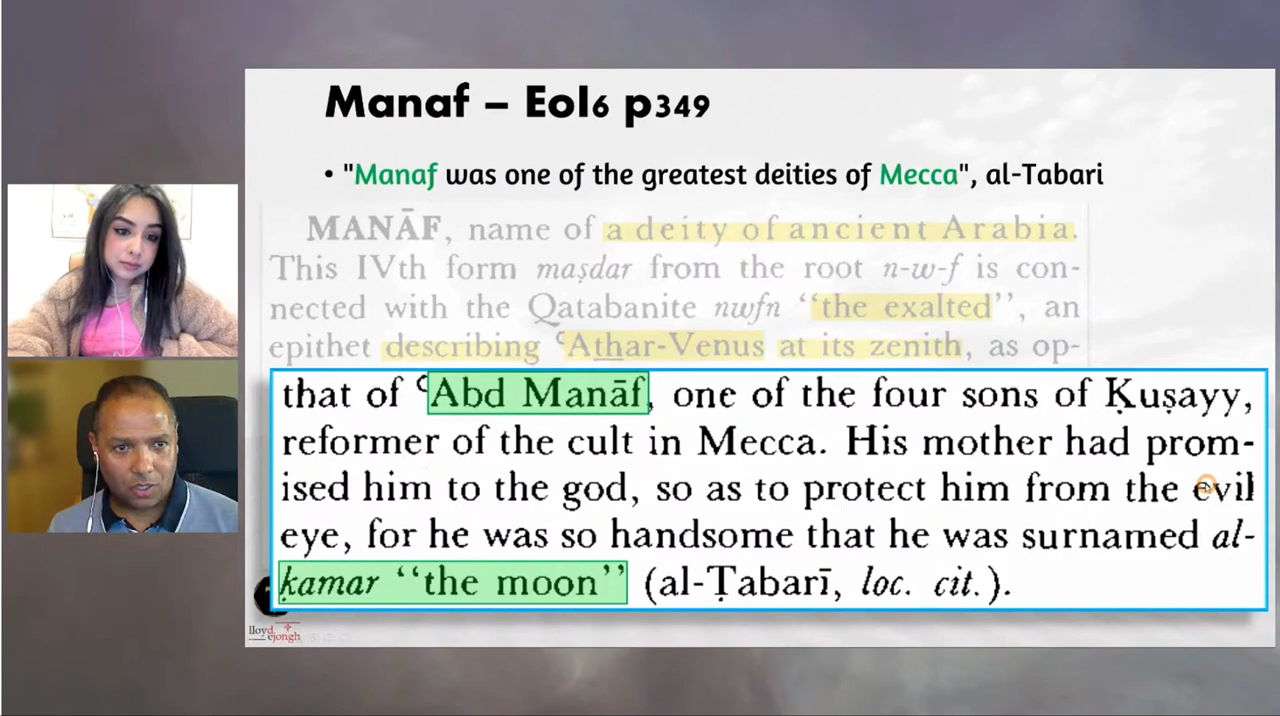 Manaf – EoI6 p349
• "Manaf was one of the greatest deities of Mecca", al-Tabari
MANĀF, name of a deity of ancient Arabia.
This IVth form maṣdar from the root n-w-f is con-
nected with the Qatabanite nwfn ‘‘the exalted’’, an
epithet describing ʿAthar-Venus at its zenith, as op-
that of ʿAbd Manāf, one of the four sons of Ḳuṣayy,
reformer of the cult in Mecca. His mother had prom-
ised him to the god, so as to protect him from the evil
eye, for he was so handsome that he was surnamed al-
ḳamar ‘‘the moon’’ (al-Ṭabarī, loc. cit.).
lloyd
ejongh